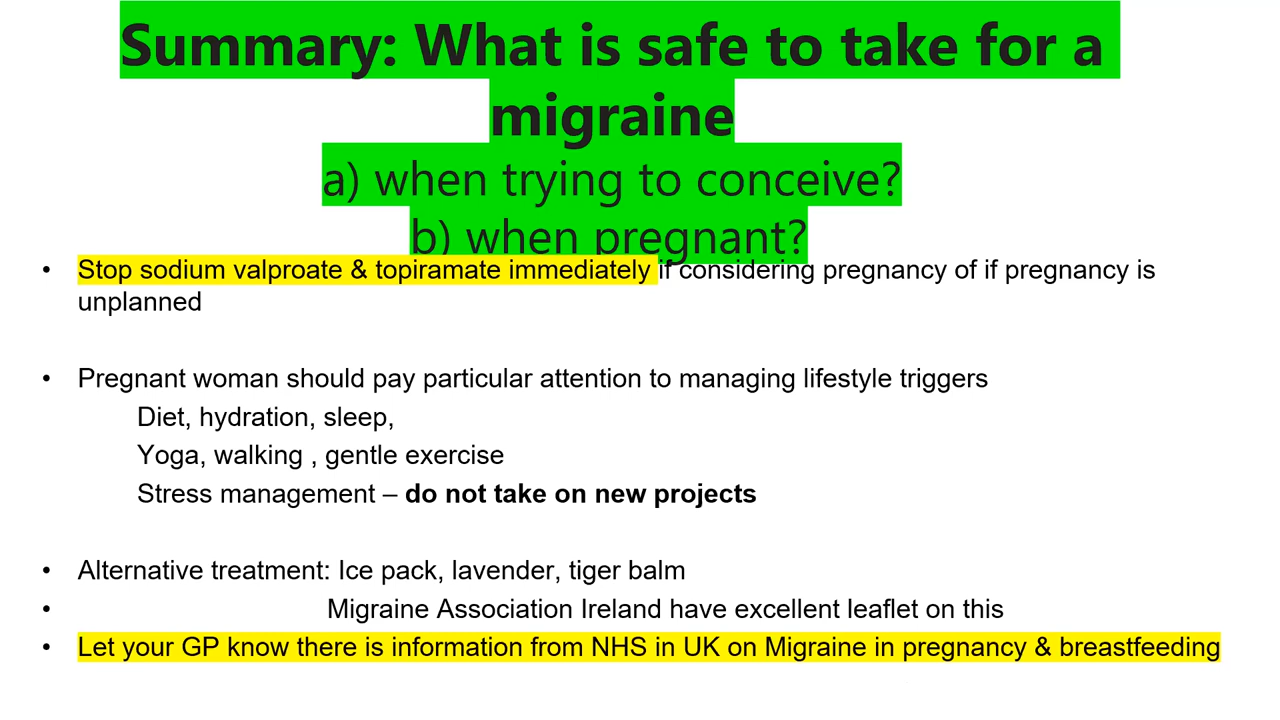 Summary: What is safe to take for a
migraine
a) when trying to conceive?
b) when pregnant?
• Stop sodium valproate & topiramate immediately if considering pregnancy of if pregnancy is
unplanned
• Pregnant woman should pay particular attention to managing lifestyle triggers
Diet, hydration, sleep,
Yoga, walking , gentle exercise
Stress management – do not take on new projects
• Alternative treatment: Ice pack, lavender, tiger balm
• Migraine Association Ireland have excellent leaflet on this
• Let your GP know there is information from NHS in UK on Migraine in pregnancy & breastfeeding